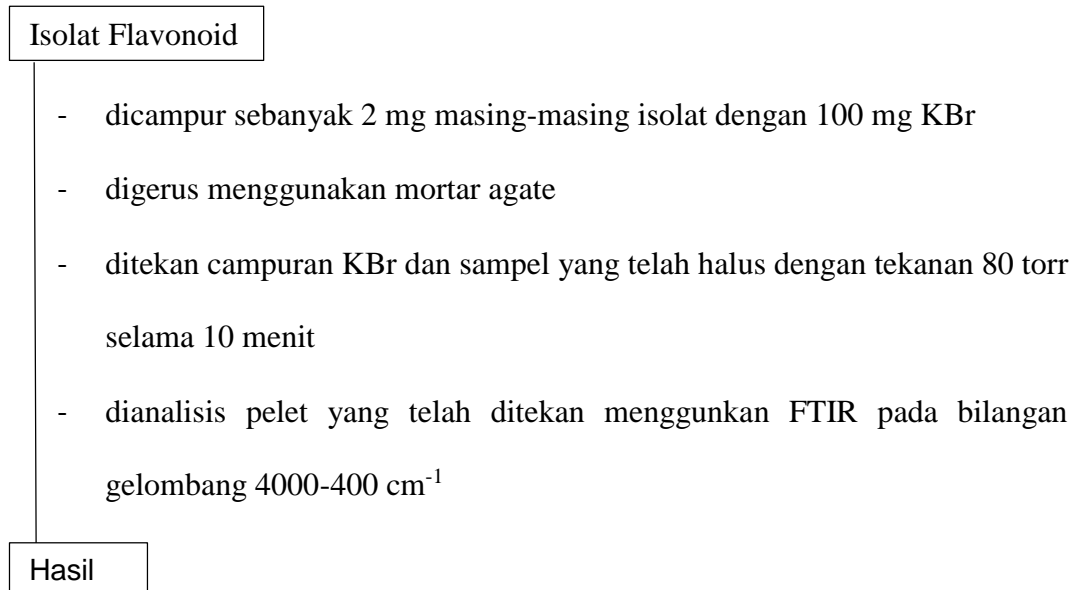 Isolat Flavonoid
- dicampur sebanyak 2 mg masing-masing isolat dengan 100 mg KBr
- digerus menggunakan mortar agate
- ditekan campuran KBr dan sampel yang telah halus dengan tekanan 80 torr
selama 10 menit
- dianalisis pelet yang telah ditekan menggunkan FTIR pada bilangan
gelombang 4000-400 cm⁻¹
Hasil